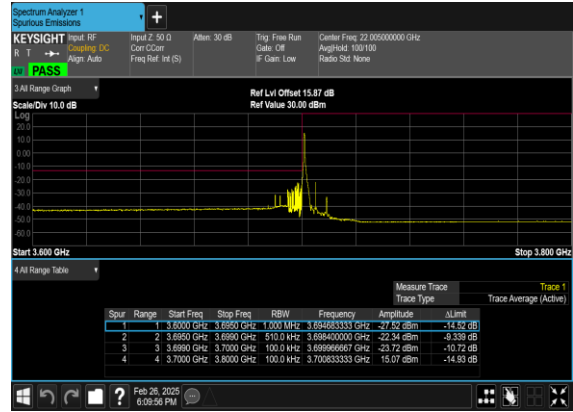 Spectrum Analyzer 1
Spurious Emissions
KEYSIGHT Input: RF Input Z: 50 Ω Atten: 30 dB Trig: Free Run Center Freq: 22.005000000 GHz
R T Coupling: DC Corr CCorr Gate: Off Avg|Hold: 100/100
Align: Auto Freq Ref: Int (S) IF Gain: Low Radio Std: None
PASS
3 All Range Graph
Ref Lvl Offset 15.87 dB
Scale/Div 10.0 dB Ref Value 30.00 dBm
Log
20.0
10.0
0.00
-10.0
-20.0
-30.0
-40.0
-50.0
-60.0
Start 3.600 GHz Stop 3.800 GHz
4 All Range Table
Measure Trace Trace 1
Trace Type Trace Average (Active)
Spur Range Start Freq Stop Freq RBW Frequency Amplitude ΔLimit
1 1 3.6000 GHz 3.6950 GHz 1.000 MHz 3.694683333 GHz -27.52 dBm -14.52 dB
2 2 3.6950 GHz 3.6990 GHz 510.0 kHz 3.698400000 GHz -22.34 dBm -9.339 dB
3 3 3.6990 GHz 3.7000 GHz 100.0 kHz 3.699966667 GHz -23.72 dBm -10.72 dB
4 4 3.7000 GHz 3.8000 GHz 100.0 kHz 3.700833333 GHz 15.07 dBm -14.93 dB
? Feb 26, 2025
6:09:56 PM